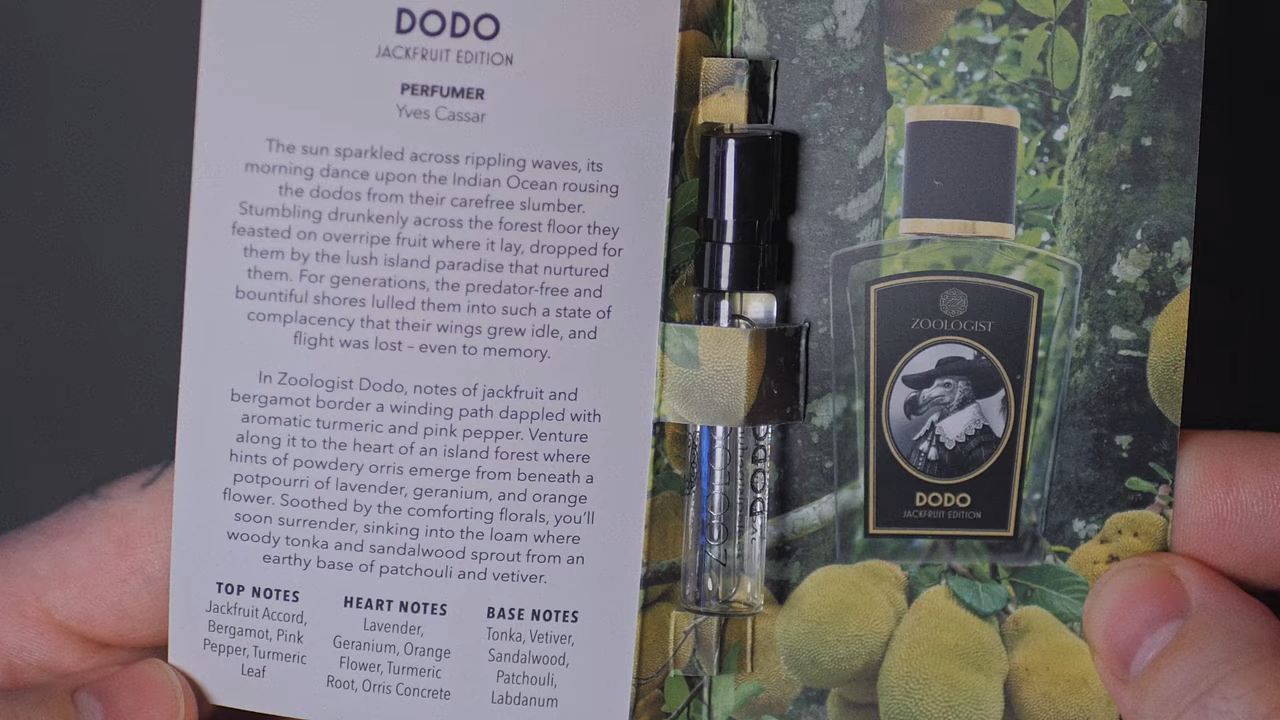 DODO
JACKFRUIT EDITION
PERFUMER
Yves Cassar
The sun sparkled across rippling waves, its
morning dance upon the Indian Ocean rousing
the dodos from their carefree slumber.
Stumbling drunkenly across the forest floor they
feasted on overripe fruit where it lay, dropped for
them by the lush island paradise that nurtured
them. For generations, the predator-free and
bountiful shores lulled them into such a state of
complacency that their wings grew idle, and
flight was lost – even to memory.
In Zoologist Dodo, notes of jackfruit and
bergamot border a winding path dappled with
aromatic turmeric and pink pepper. Venture
along it to the heart of an island forest where
hints of powdery orris emerge from beneath a
potpourri of lavender, geranium, and orange
flower. Soothed by the comforting florals, you'll
soon surrender, sinking into the loam where
woody tonka and sandalwood sprout from an
earthy base of patchouli and vetiver.
TOP NOTES
Jackfruit Accord,
Bergamot, Pink
Pepper, Turmeric
Leaf
HEART NOTES
Lavender,
Geranium, Orange
Flower, Turmeric
Root, Orris Concrete
BASE NOTES
Tonka, Vetiver,
Sandalwood,
Patchouli,
Labdanum
DODO
ZOOLOGIST
DODO
JACKFRUIT EDITION